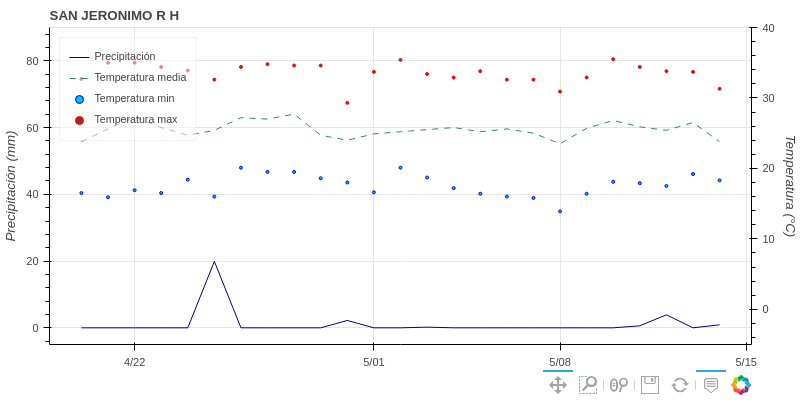 SAN JERONIMO R H
Precipitación
Temperatura media
Temperatura min
Temperatura max
Precipitación (mm)
80
60
40
20
0
Temperatura (°C)
40
30
20
10
0
4/22
5/01
5/08
5/15